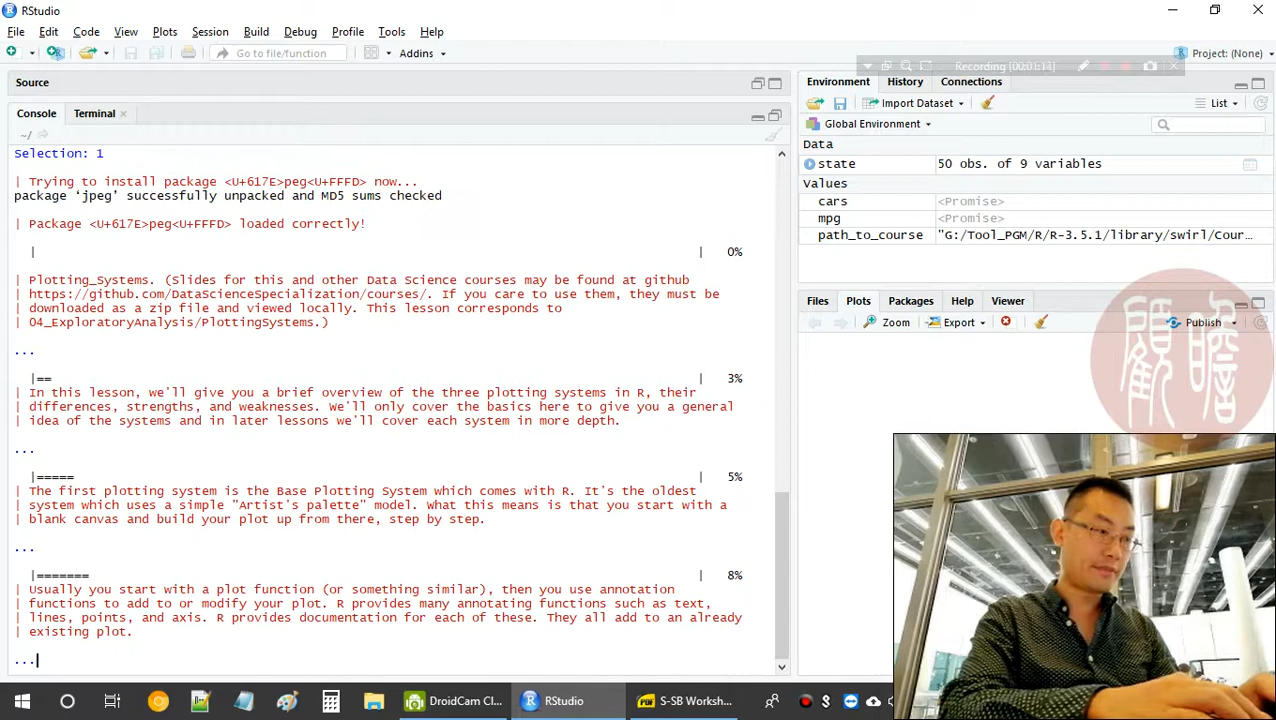 RStudio
File Edit Code View Plots Session Build Debug Profile Tools Help
Go to file/function Addins Project: (None)
Recording [00:01:14]
Source
Console Terminal
~/
Selection: 1
| Trying to install package <U+617E>peg<U+FFFD> now...
package ‘jpeg’ successfully unpacked and MD5 sums checked
| Package <U+617E>peg<U+FFFD> loaded correctly!
| | 0%
| Plotting_Systems. (Slides for this and other Data Science courses may be found at github
| https://github.com/DataScienceSpecialization/courses/. If you care to use them, they must be
| downloaded as a zip file and viewed locally. This lesson corresponds to
| 04_ExploratoryAnalysis/PlottingSystems.)
...
|== | 3%
| In this lesson, we'll give you a brief overview of the three plotting systems in R, their
| differences, strengths, and weaknesses. We'll only cover the basics here to give you a general
| idea of the systems and in later lessons we'll cover each system in more depth.
...
|===== | 5%
| The first plotting system is the Base Plotting System which comes with R. It's the oldest
| system which uses a simple "Artist's palette" model. What this means is that you start with a
| blank canvas and build your plot up from there, step by step.
...
|======= | 8%
| Usually you start with a plot function (or something similar), then you use annotation
| functions to add to or modify your plot. R provides many annotating functions such as text,
| lines, points, and axis. R provides documentation for each of these. They all add to an already
| existing plot.
...
Environment History Connections
Import Dataset List
Global Environment
Data
state 50 obs. of 9 variables
Values
cars <Promise>
mpg <Promise>
path_to_course "G:/Tool_PGM/R/R-3.5.1/library/swirl/Cour...
Files Plots Packages Help Viewer
Zoom Export Publish
DroidCam Cl... RStudio S-SB Worksh...